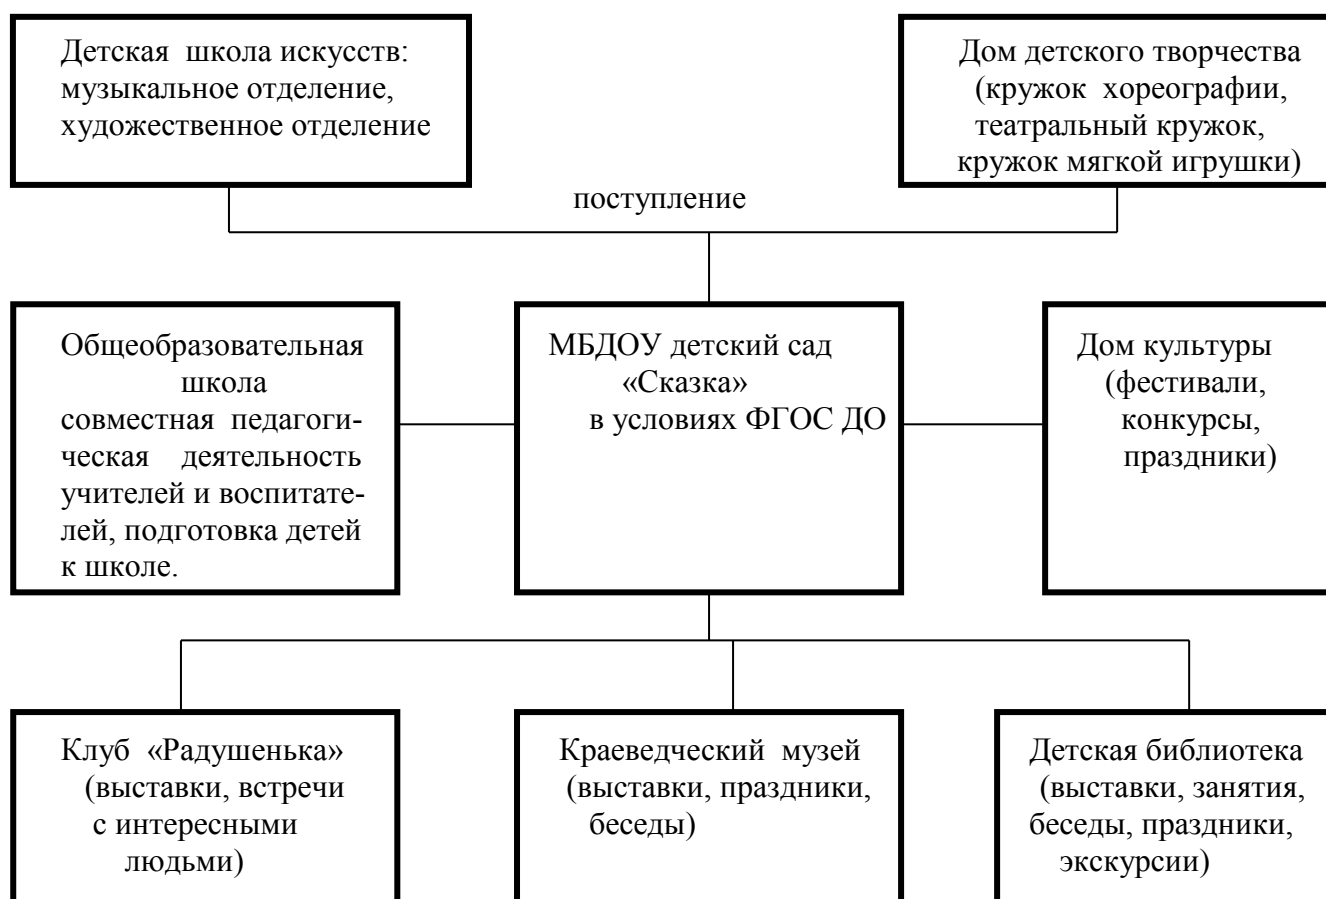 Детская школа искусств:
музыкальное отделение,
художественное отделение
Дом детского творчества
(кружок хореографии,
театральный кружок,
кружок мягкой игрушки)
поступление
Общеобразовательная
школа
совместная педагоги-
ческая деятельность
учителей и воспитате-
лей, подготовка детей
к школе.
МБДОУ детский сад
«Сказка»
в условиях ФГОС ДО
Дом культуры
(фестивали,
конкурсы,
праздники)
Клуб «Радушенька»
(выставки, встречи
с интересными
людьми)
Краеведческий музей
(выставки, праздники,
беседы)
Детская библиотека
(выставки, занятия,
беседы, праздники,
экскурсии)